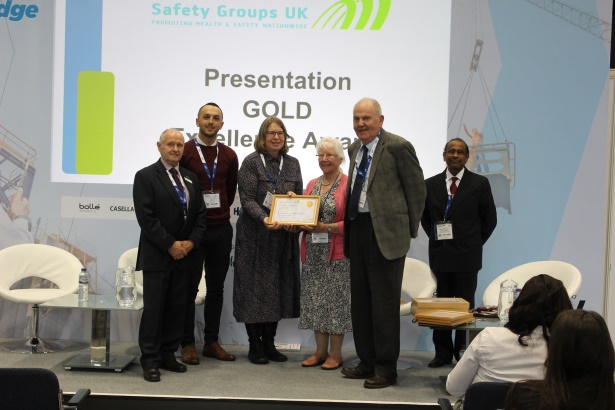 dge
Safety Groups UK
PROMOTING HEALTH & SAFETY NATIONWIDE
Presentation
GOLD
Excellence Awa
bollé
CASELLA